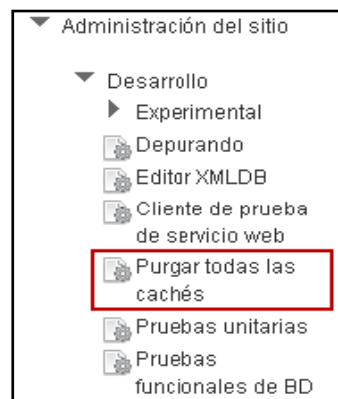 Administración del sitio
Desarrollo
Experimental
Depurando
Editor XMLDB
Cliente de prueba
de servicio web
Purgar todas las
cachés
Pruebas unitarias
Pruebas
funcionales de BD